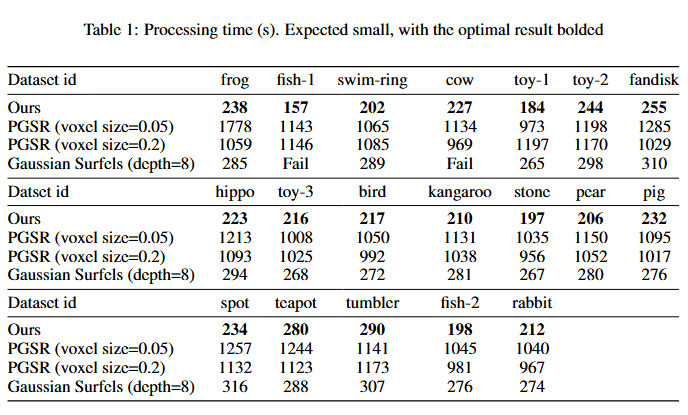 Table 1: Processing time (s). Expected small, with the optimal result bolded
Dataset id frog fish-1 swim-ring cow toy-1 toy-2 fandisk
Ours 238 157 202 227 184 244 255
PGSR (voxel size=0.05) 1778 1143 1065 1134 973 1198 1285
PGSR (voxel size=0.2) 1059 1146 1085 969 1197 1170 1029
Gaussian Surfels (depth=8) 285 Fail 289 Fail 265 298 310
Datset id hippo toy-3 bird kangaroo stone pear pig
Ours 223 216 217 210 197 206 232
PGSR (voxel size=0.05) 1213 1008 1050 1131 1035 1150 1095
PGSR (voxel size=0.2) 1093 1025 992 1038 956 1052 1017
Gaussian Surfels (depth=8) 294 268 272 281 267 280 276
Dataset id spot teapot tumbler fish-2 rabbit
Ours 234 280 290 198 212
PGSR (voxel size=0.05) 1257 1244 1141 1045 1040
PGSR (voxel size=0.2) 1132 1123 1173 981 967
Gaussian Surfels (depth=8) 316 288 307 276 274